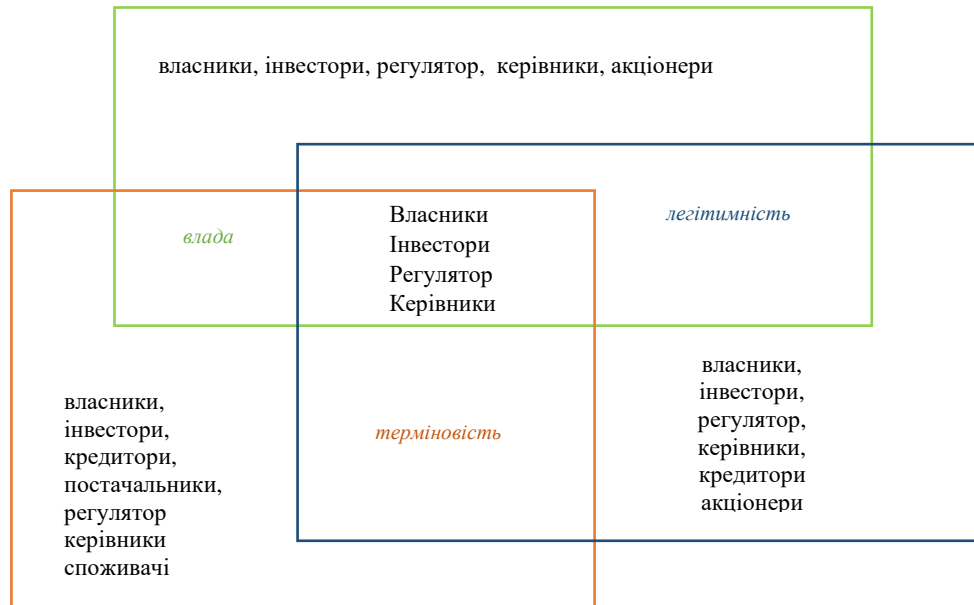 власники, інвестори, регулятор, керівники, акціонери
влада
Власники
Інвестори
Регулятор
Керівники
легітимність
власники,
інвестори,
кредитори,
постачальники,
регулятор
керівники
споживачі
терміновість
власники,
інвестори,
регулятор,
керівники,
кредитори
акціонери